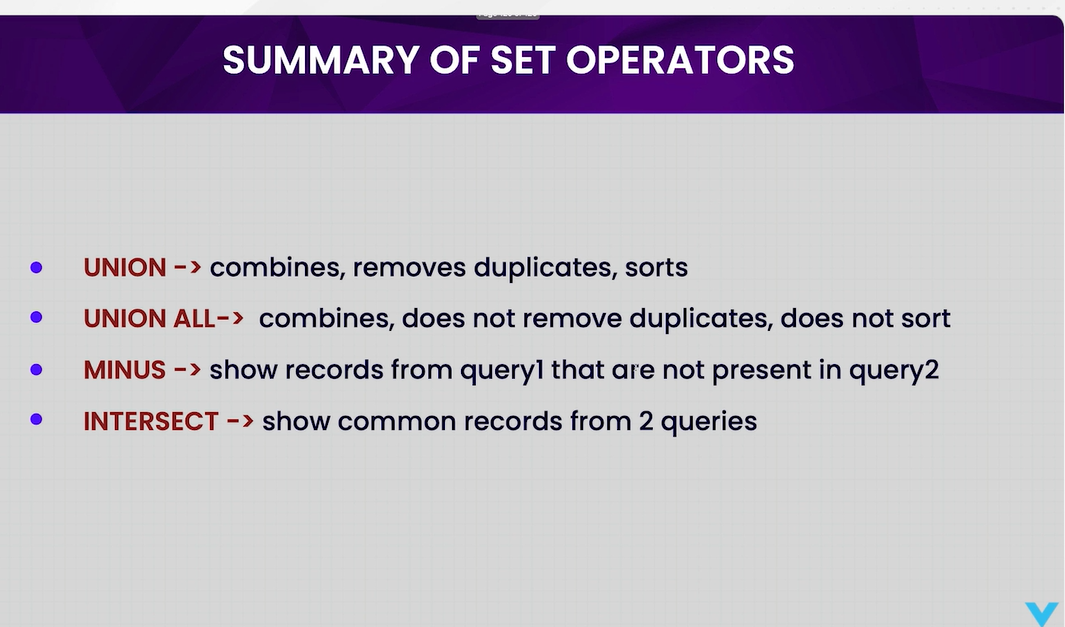 SUMMARY OF SET OPERATORS
UNION -> combines, removes duplicates, sorts
UNION ALL-> combines, does not remove duplicates, does not sort
MINUS -> show records from query1 that are not present in query2
INTERSECT -> show common records from 2 queries